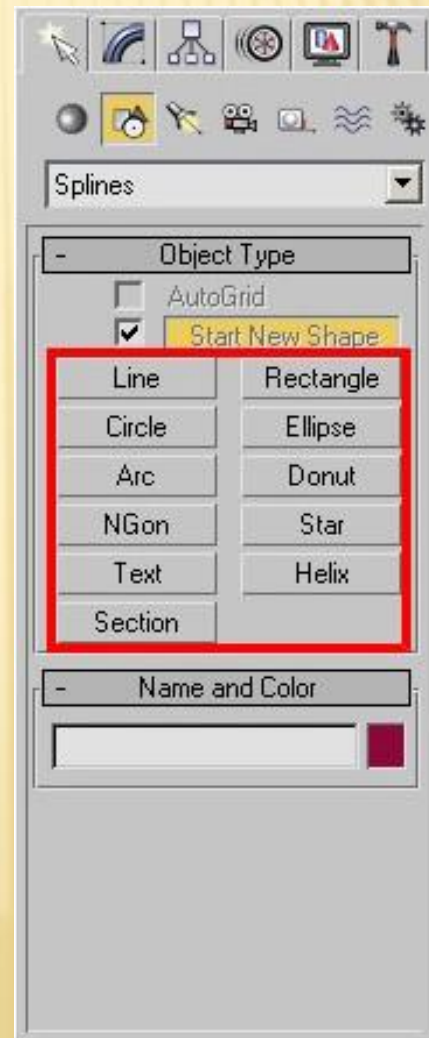 Splines
- Object Type
AutoGrid
Start New Shape
Line Rectangle
Circle Ellipse
Arc Donut
NGon Star
Text Helix
Section
- Name and Color